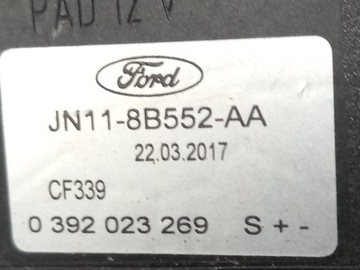 PAD 12 V
Ford
JN11-8B552-AA
22.03.2017
CF339
0 392 023 269 S + -